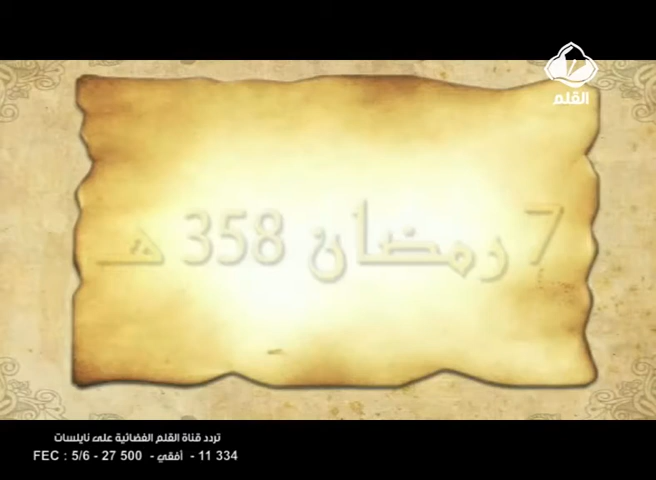 القلم
7 رمضان 358 هـ
تردد قناة القلم الفضائية على نايلسات
11 334 - أفقي - 27 500 - FEC : 5/6